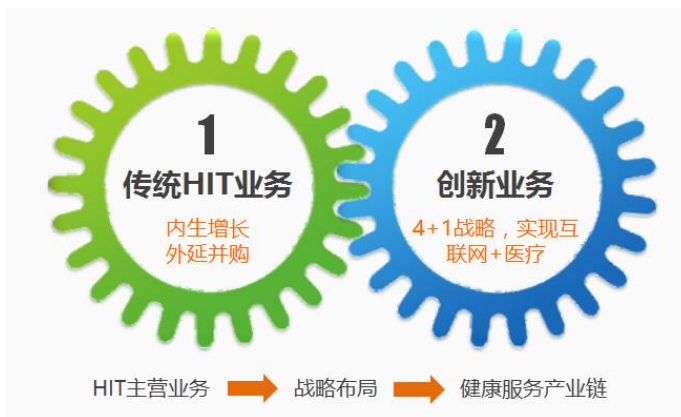 1
传统HIT业务
内生增长
外延并购
2
创新业务
4+1战略，实现互
联网+医疗
HIT主营业务 战略布局 健康服务产业链